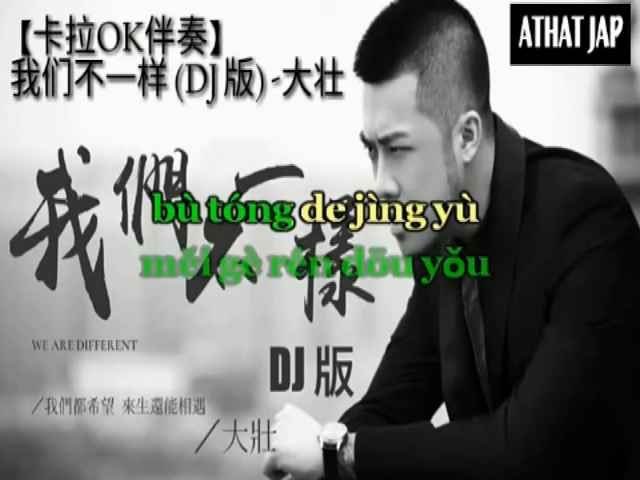 【卡拉OK伴奏】
我们不一样 (DJ 版) - 大壮
ATHAT JAP
我們不一樣
bù tóng de jìng yù
měi gè rén dōu yǒu
WE ARE DIFFERENT
DJ 版
/我們都希望 來生還能相遇
/大壯